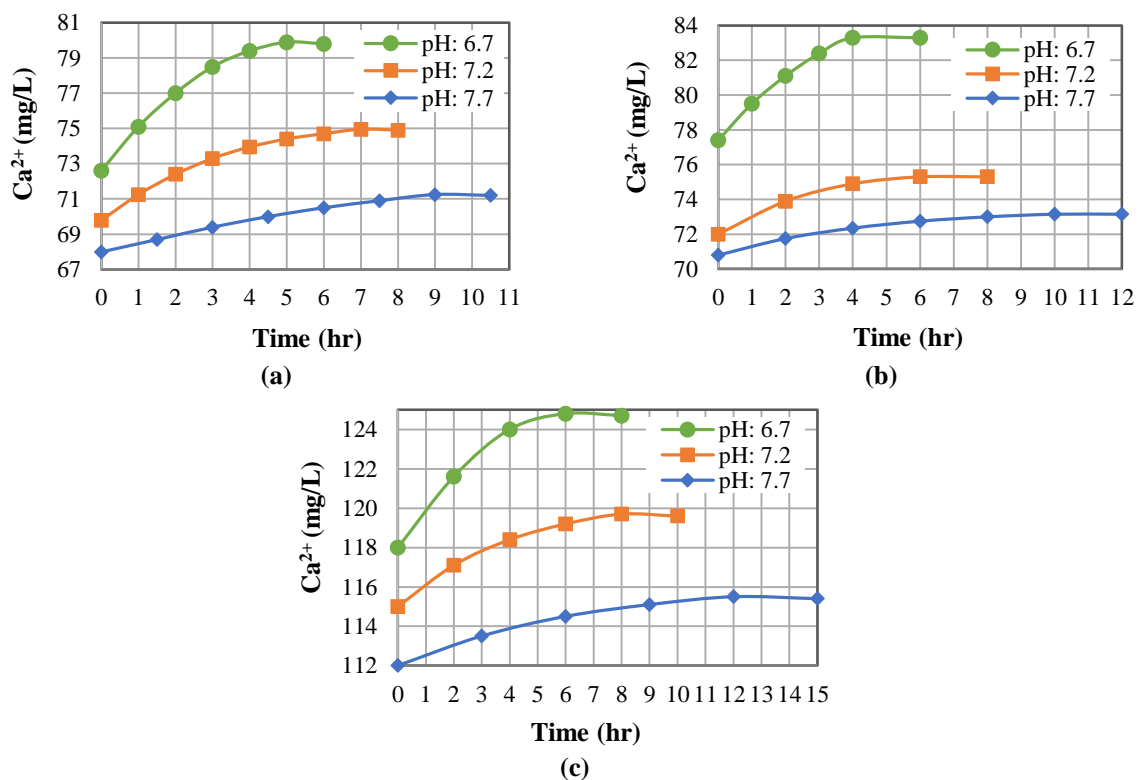 81
79
77
75
73
71
69
67
Ca²⁺ (mg/L)
pH: 6.7
pH: 7.2
pH: 7.7
0 1 2 3 4 5 6 7 8 9 10 11
Time (hr)
(a)
84
82
80
78
76
74
72
70
Ca²⁺ (mg/L)
pH: 6.7
pH: 7.2
pH: 7.7
0 1 2 3 4 5 6 7 8 9 10 11 12
Time (hr)
(b)
124
122
120
118
116
114
112
Ca²⁺ (mg/L)
pH: 6.7
pH: 7.2
pH: 7.7
0 1 2 3 4 5 6 7 8 9 10 11 12 13 14 15
Time (hr)
(c)